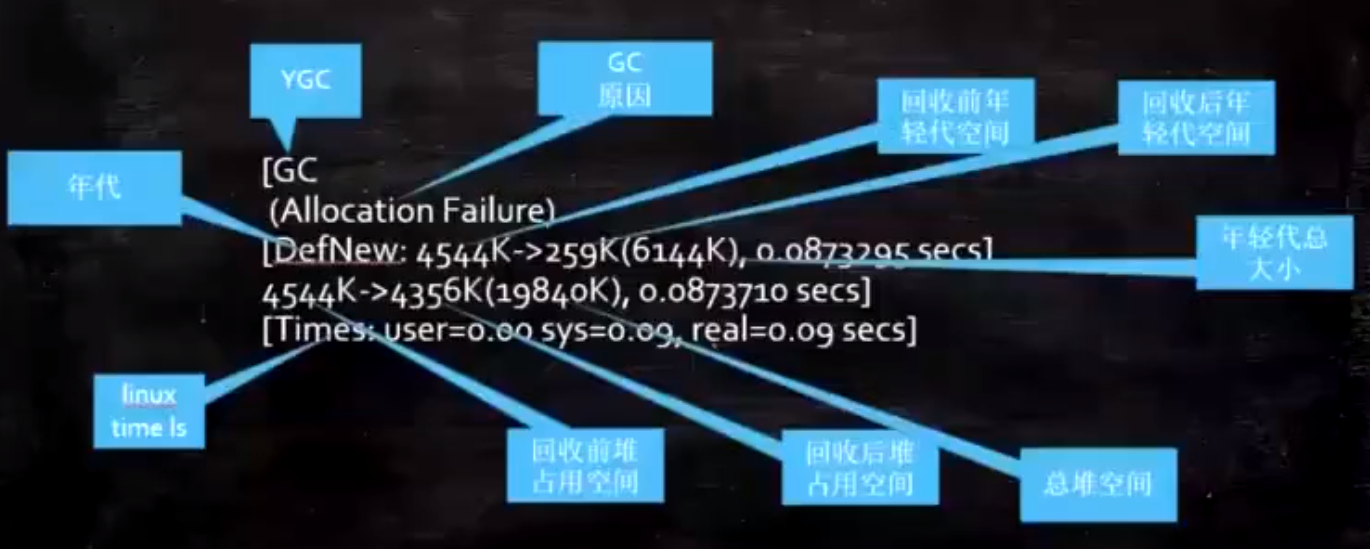 YGC
GC
原因
回收前年
轻代空间
回收后年
轻代空间
年代
[GC
(Allocation Failure)
[DefNew: 4544K->259K(6144K), 0.0873295 secs]
4544K->4356K(19840K), 0.0873710 secs]
[Times: user=0.00 sys=0.09, real=0.09 secs]
年轻代总
大小
linux
time ls
回收前堆
占用空间
回收后堆
占用空间
总堆空间